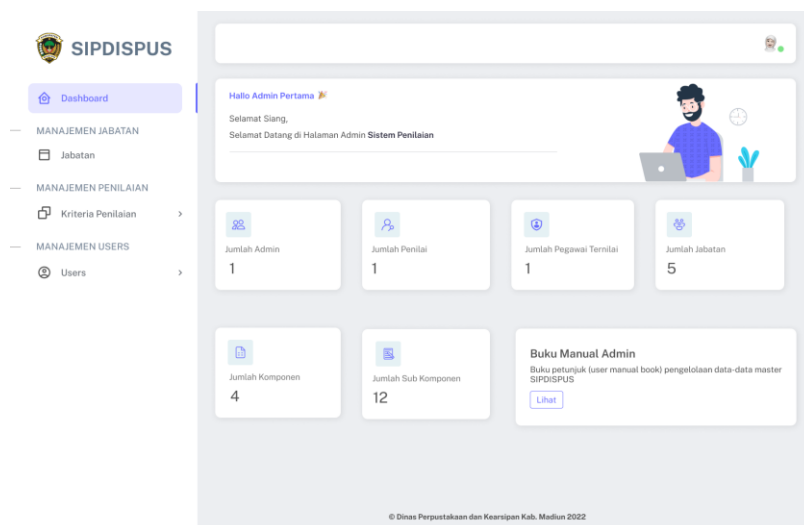 SIPDISPUS
Dashboard
MANAJEMEN JABATAN
Jabatan
MANAJEMEN PENILAIAN
Kriteria Penilaian
MANAJEMEN USERS
Users
Hallo Admin Pertama 🎉
Selamat Siang,
Selamat Datang di Halaman Admin Sistem Penilaian
Jumlah Admin
1
Jumlah Penilai
1
Jumlah Pegawai Ternilai
1
Jumlah Jabatan
5
Jumlah Komponen
4
Jumlah Sub Komponen
12
Buku Manual Admin
Buku petunjuk (user manual book) pengelolaan data-data master
SIPDISPUS
Lihat
© Dinas Perpustakaan dan Kearsipan Kab. Madiun 2022